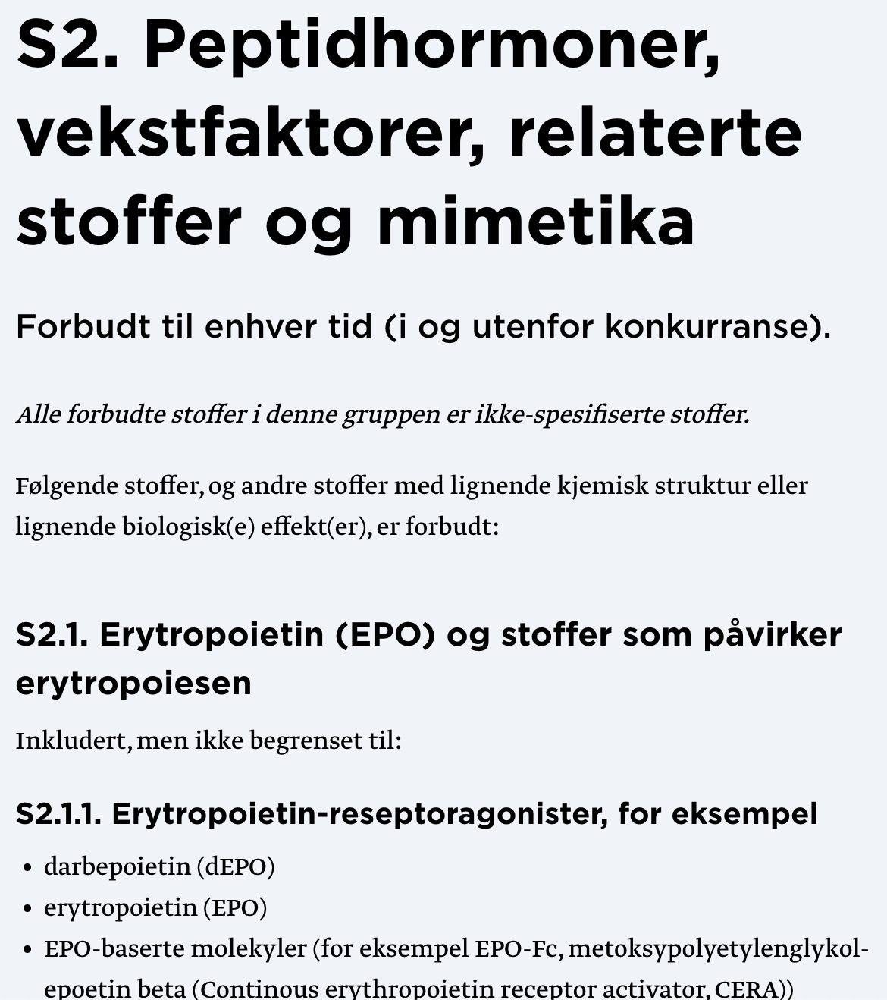 S2. Peptidhormoner,
vekstfaktorer, relaterte
stoffer og mimetika
Forbudt til enhver tid (i og utenfor konkurranse).
Alle forbudte stoffer i denne gruppen er ikke-spesifiserte stoffer.
Følgende stoffer, og andre stoffer med lignende kjemisk struktur eller
lignende biologisk(e) effekt(er), er forbudt:
S2.1. Erytropoietin (EPO) og stoffer som påvirker
erytropoiesen
Inkludert, men ikke begrenset til:
S2.1.1. Erytropoietin-reseptoragonister, for eksempel
• darbepoietin (dEPO)
• erytropoietin (EPO)
• EPO-baserte molekyler (for eksempel EPO-Fc, metoksypolyetylenglykol-
epoetin beta (Continous erythropoietin receptor activator, CERA))